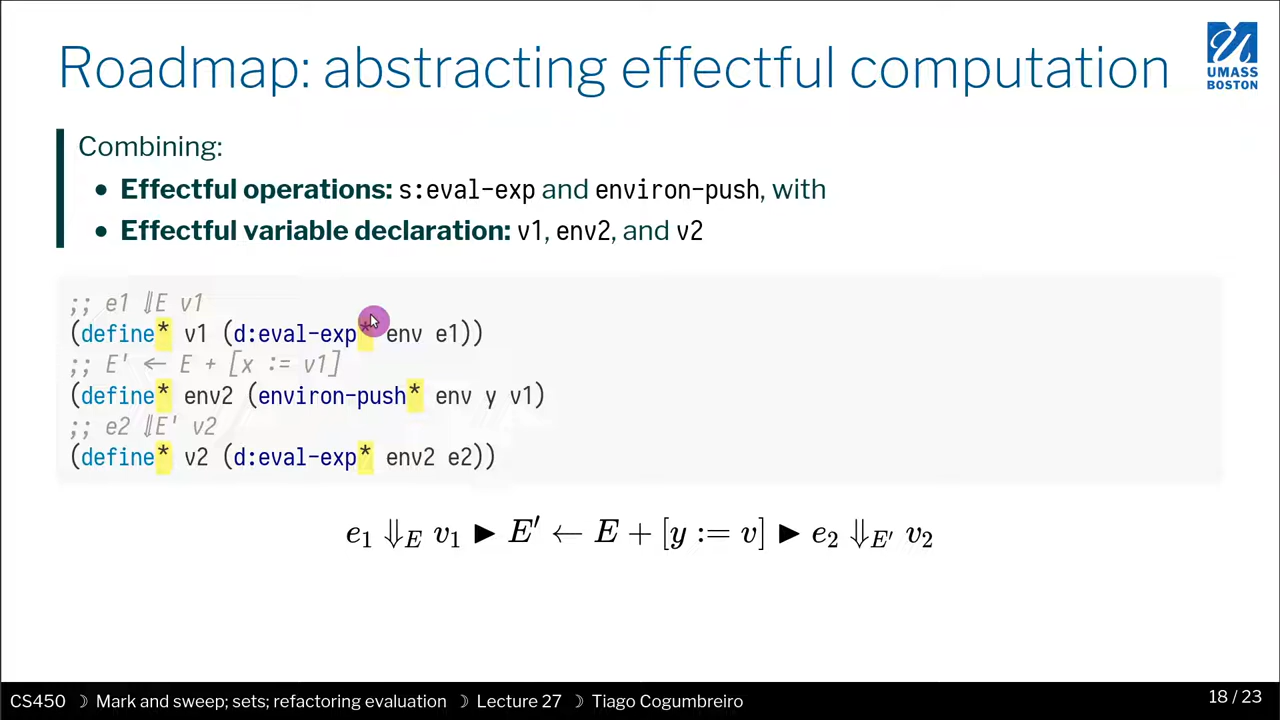 Roadmap: abstracting effectful computation
UMASS
BOSTON
Combining:
• Effectful operations: s:eval-exp and environ-push, with
• Effectful variable declaration: v1, env2, and v2
;; e1 ⇓E v1
(define* v1 (d:eval-exp* env e1))
;; E' ← E + [x := v1]
(define* env2 (environ-push* env y v1)
;; e2 ⇓E' v2
(define* v2 (d:eval-exp* env2 e2))
e₁ ⇓_E v₁ ▶ E′ ← E + [y := v] ▶ e₂ ⇓_E′ v₂
CS450 ☽ Mark and sweep; sets; refactoring evaluation ☽ Lecture 27 ☽ Tiago Cogumbreiro
18 / 23